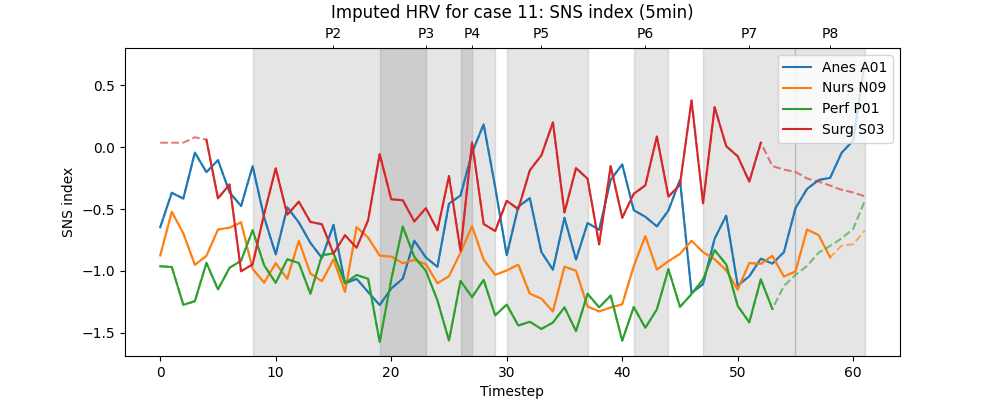 Imputed HRV for case 11: SNS index (5min)
P2 P3 P4 P5 P6 P7 P8
Anes A01
Nurs N09
Perf P01
Surg S03
SNS index
0.5
0.0
−0.5
−1.0
−1.5
0 10 20 30 40 50 60
Timestep